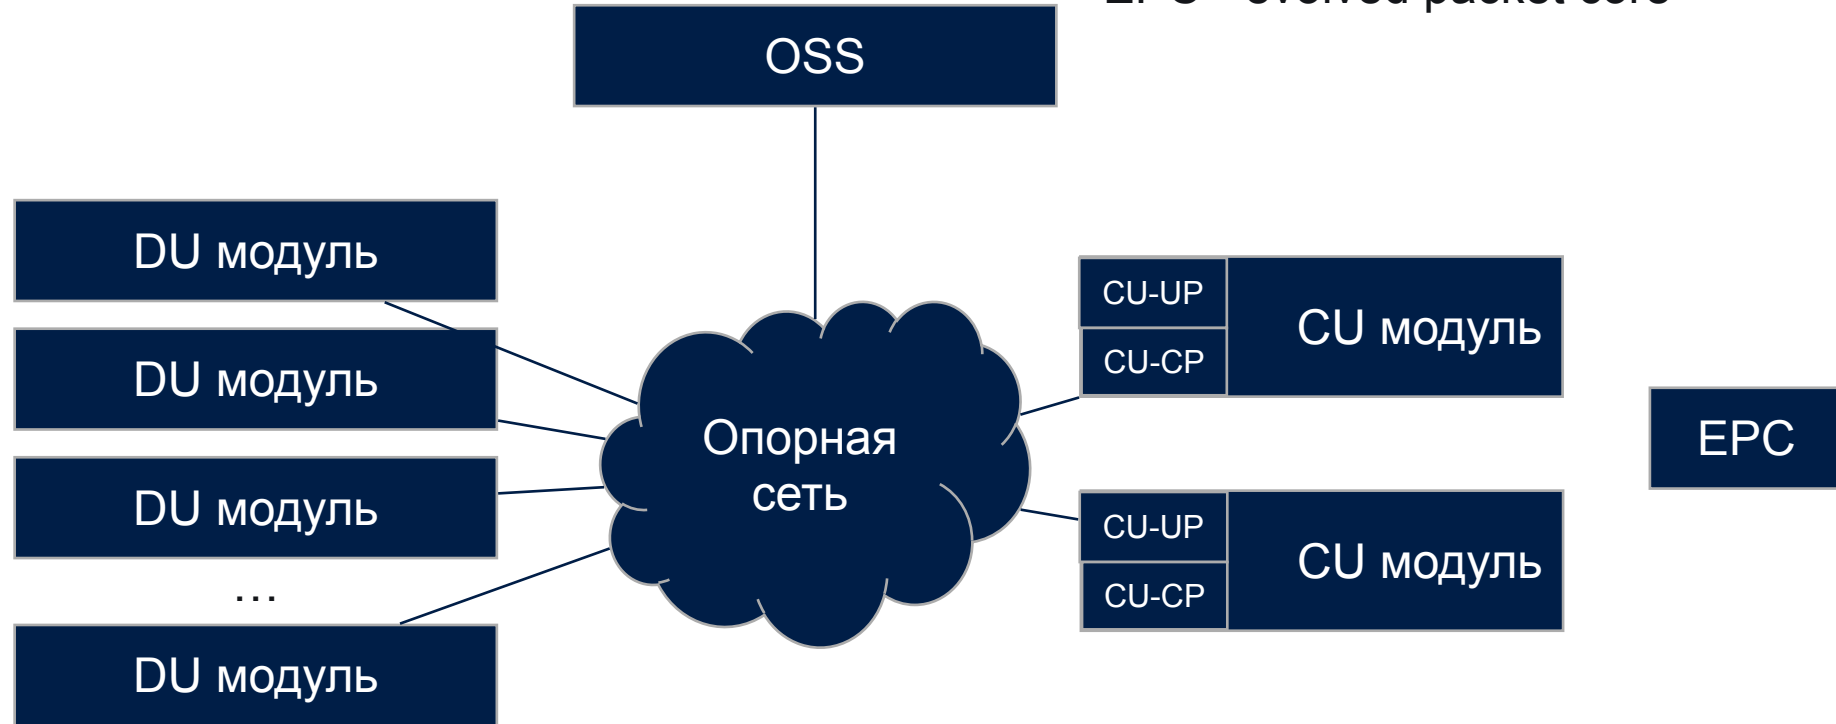 OSS
DU модуль
DU модуль
DU модуль
...
DU модуль
Опорная
сеть
CU-UP
CU-CP
CU модуль
CU-UP
CU-CP
CU модуль
EPC